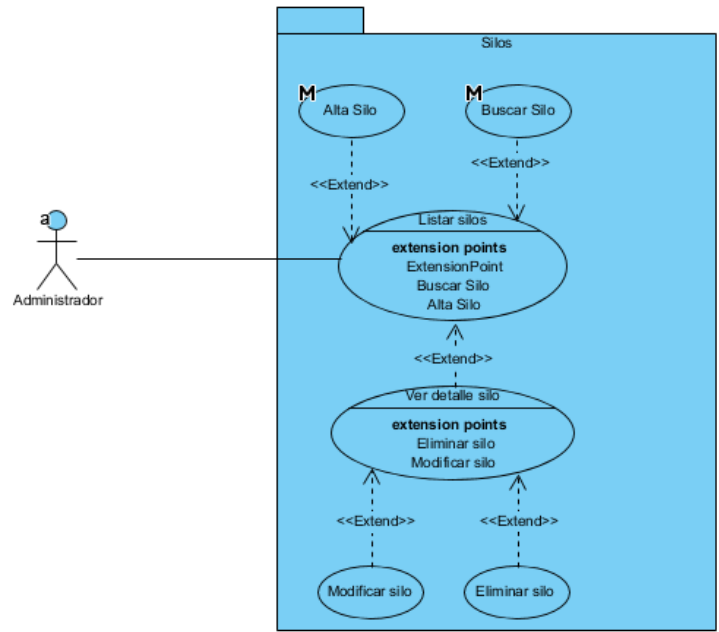 Silos
M
Alta Silo
M
Buscar Silo
<<Extend>>
<<Extend>>
a
Administrador
Listar silos
extension points
ExtensionPoint
Buscar Silo
Alta Silo
<<Extend>>
Ver detalle silo
extension points
Eliminar silo
Modificar silo
<<Extend>>
<<Extend>>
Modificar silo
Eliminar silo